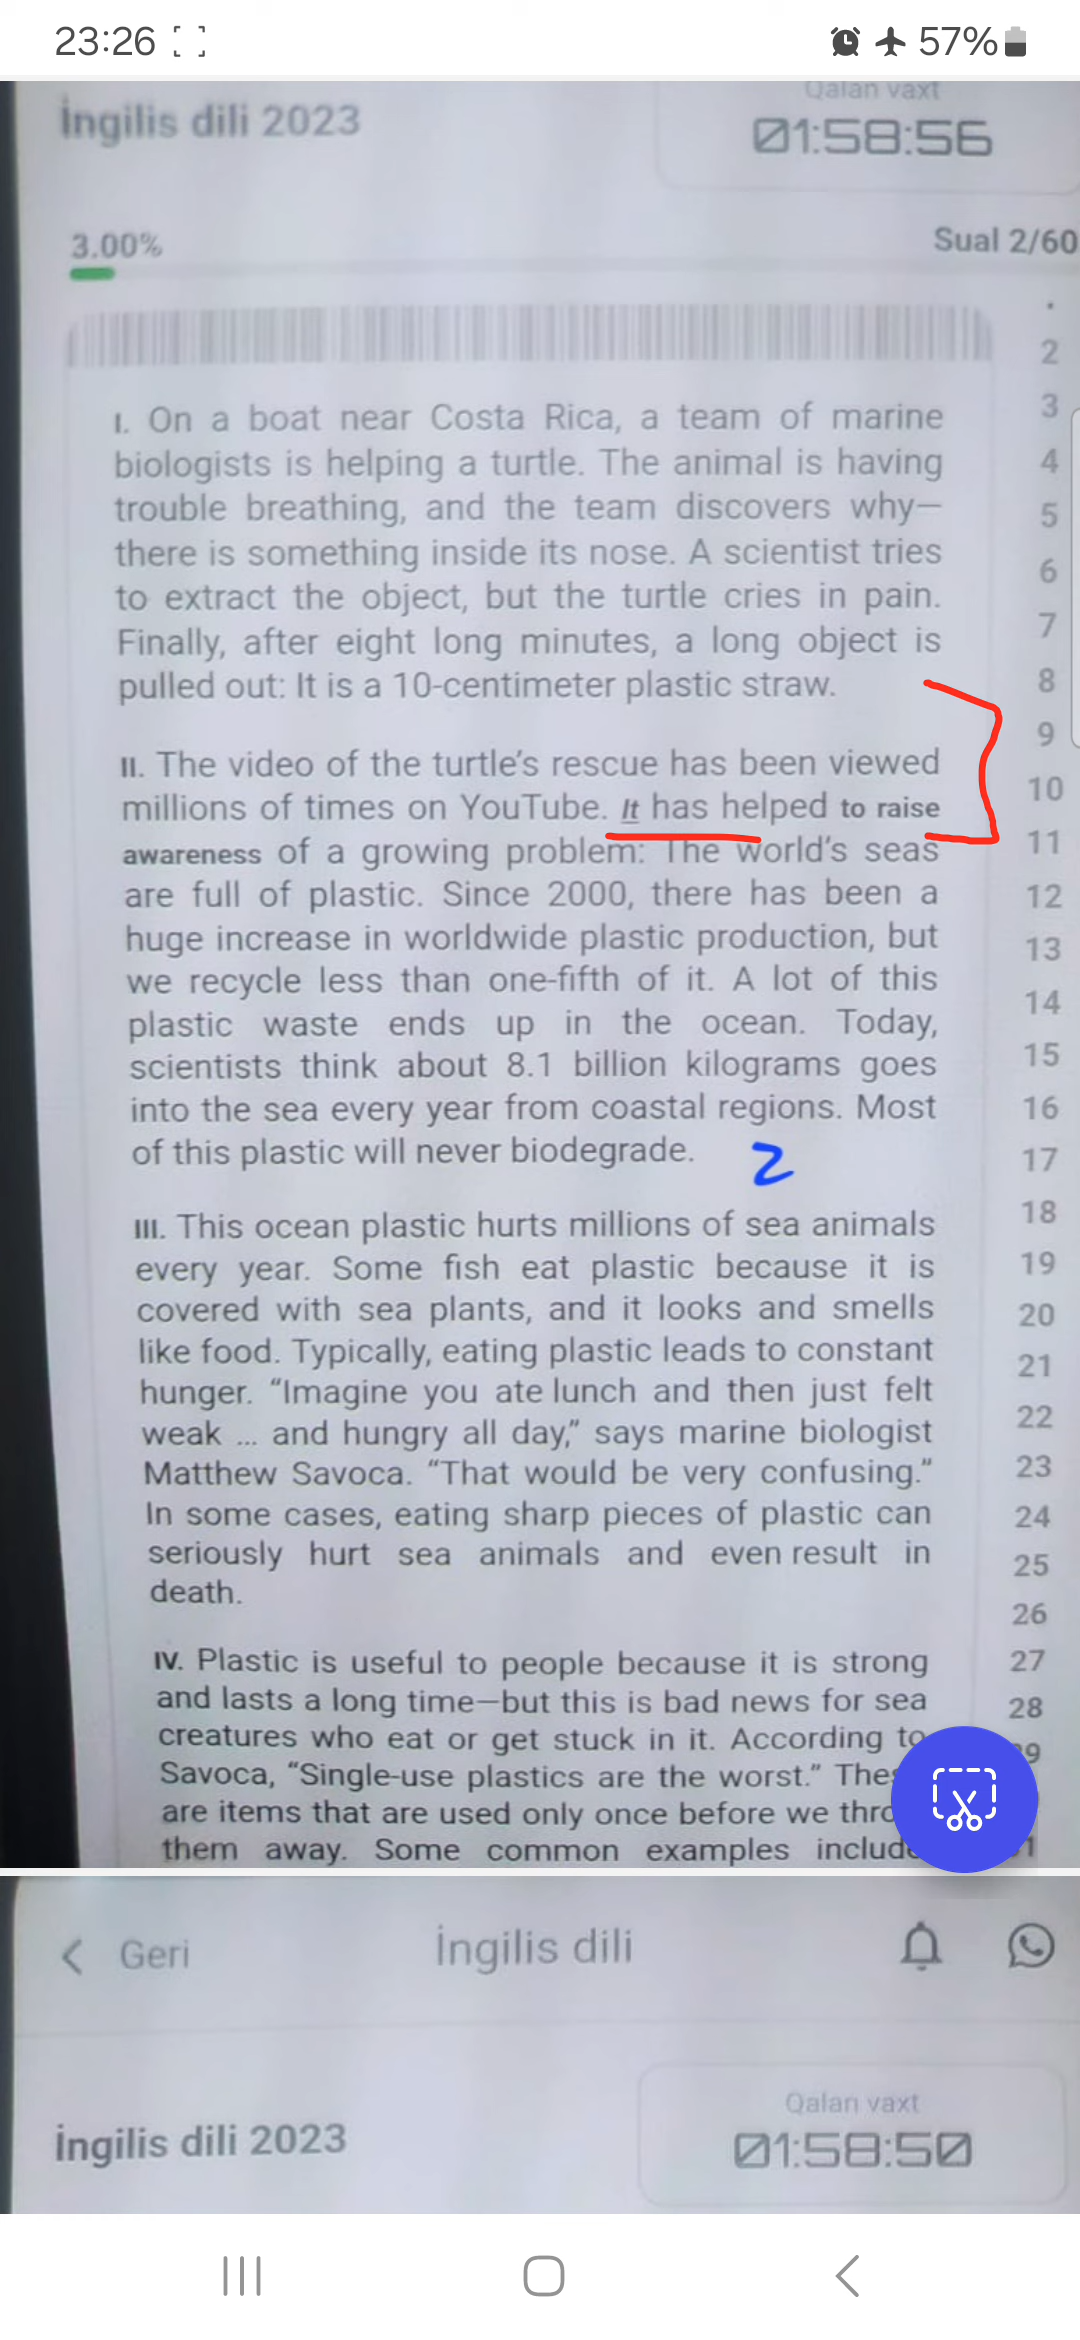 23:26
57%
Qalan vaxt
İngilis dili 2023
01:58:56
3.00%
Sual 2/60
I. On a boat near Costa Rica, a team of marine
biologists is helping a turtle. The animal is having
trouble breathing, and the team discovers why—
there is something inside its nose. A scientist tries
to extract the object, but the turtle cries in pain.
Finally, after eight long minutes, a long object is
pulled out: It is a 10-centimeter plastic straw.
II. The video of the turtle's rescue has been viewed
millions of times on YouTube. It has helped to raise
awareness of a growing problem: The world's seas
are full of plastic. Since 2000, there has been a
huge increase in worldwide plastic production, but
we recycle less than one-fifth of it. A lot of this
plastic waste ends up in the ocean. Today,
scientists think about 8.1 billion kilograms goes
into the sea every year from coastal regions. Most
of this plastic will never biodegrade.
2
III. This ocean plastic hurts millions of sea animals
every year. Some fish eat plastic because it is
covered with sea plants, and it looks and smells
like food. Typically, eating plastic leads to constant
hunger. “Imagine you ate lunch and then just felt
weak ... and hungry all day,” says marine biologist
Matthew Savoca. “That would be very confusing.”
In some cases, eating sharp pieces of plastic can
seriously hurt sea animals and even result in
death.
IV. Plastic is useful to people because it is strong
and lasts a long time—but this is bad news for sea
creatures who eat or get stuck in it. According to
Savoca, “Single-use plastics are the worst.”
are items that are used only once before we
them away. Some common examples
2
3
4
5
6
7
8
9
10
11
12
13
14
15
16
17
18
19
20
21
22
23
24
25
26
27
28
Geri
İngilis dili
Qalan vaxt
İngilis dili 2023
01:58:50